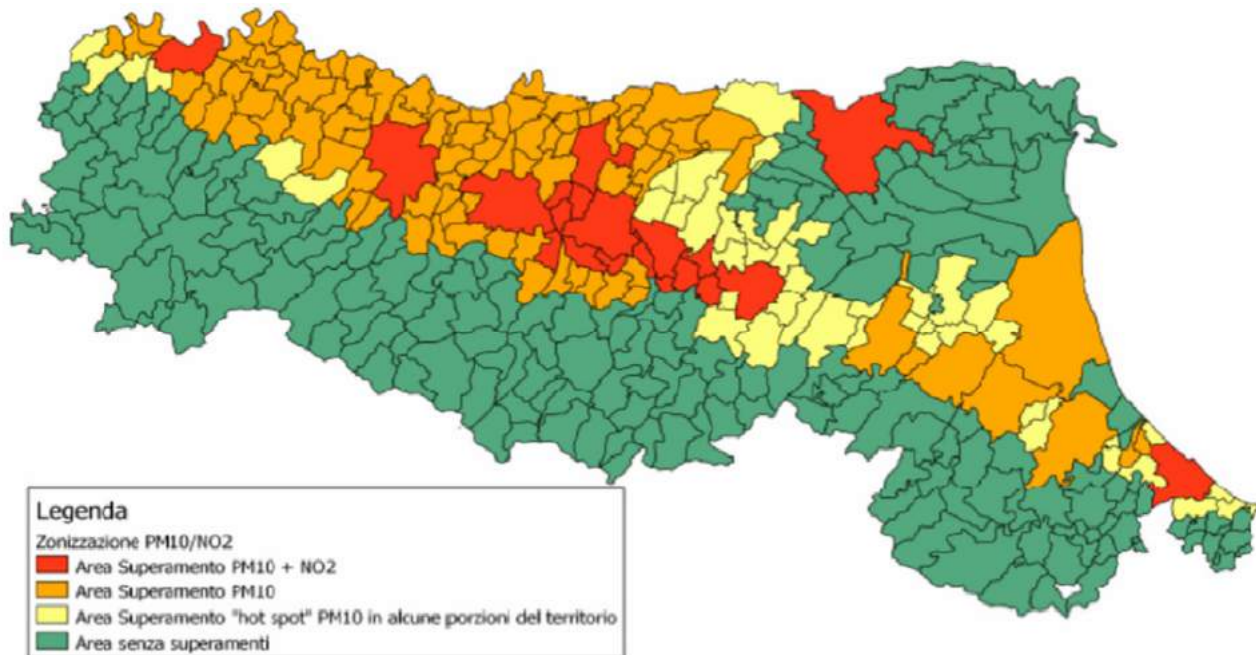 Legenda
Zonizzazione PM10/NO2
Area Superamento PM10 + NO2
Area Superamento PM10
Area Superamento "hot spot" PM10 in alcune porzioni del territorio
Area senza superamenti